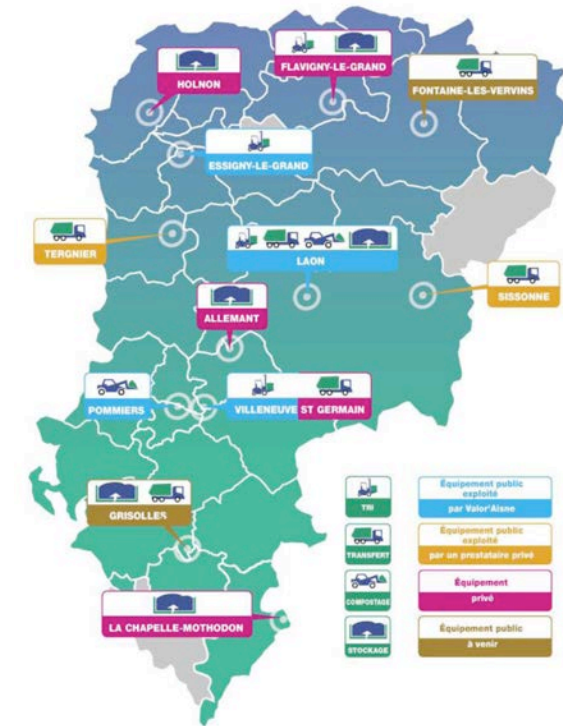 HOLNON
FLAVIGNY-LE-GRAND
FONTAINE-LES-VERVINS
ESSIGNY-LE-GRAND
TERGNIER
LAON
SISSONNE
ALLEMANT
POMMIERS
VILLENEUVE ST GERMAIN
GRISOLLES
LA CHAPELLE-MOTHODON
TRI
Équipement public
exploité
par Valor'Aisne
TRANSFERT
Équipement public
exploité
par un prestataire privé
COMPOSTAGE
Équipement
privé
STOCKAGE
Équipement public
à venir